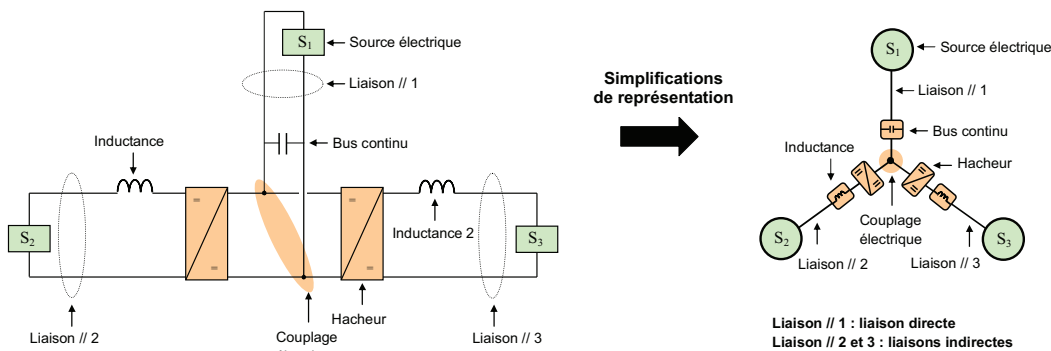 S1
Source électrique
Liaison // 1
Inductance
Bus continu
S2
=
=
=
=
Inductance 2
S3
Hacheur
Couplage
Liaison // 2
Liaison // 3
Simplifications
de représentation
S1
Source électrique
Liaison // 1
Bus continu
Inductance
Hacheur
=
=
=
=
Couplage
électrique
S2
S3
Liaison // 2
Liaison // 3
Liaison // 1 : liaison directe
Liaison // 2 et 3 : liaisons indirectes